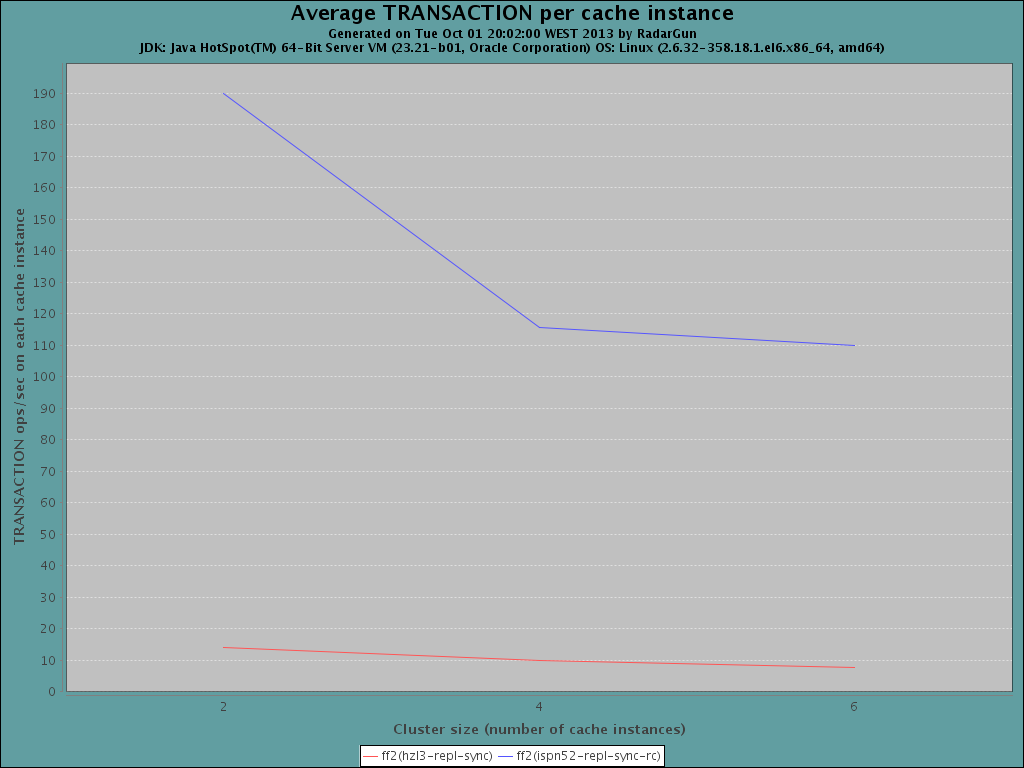 Average TRANSACTION per cache instance
Generated on Tue Oct 01 20:02:00 WEST 2013 by RadarGun
JDK: Java HotSpot(TM) 64-Bit Server VM (23.21-b01, Oracle Corporation) OS: Linux (2.6.32-358.18.1.el6.x86_64, amd64)
TRANSACTION ops/sec on each cache instance
190
180
170
160
150
140
130
120
110
100
90
80
70
60
50
40
30
20
10
0
2 4 6
Cluster size (number of cache instances)
ff2(hzl3-repl-sync) ff2(ispn52-repl-sync-rc)